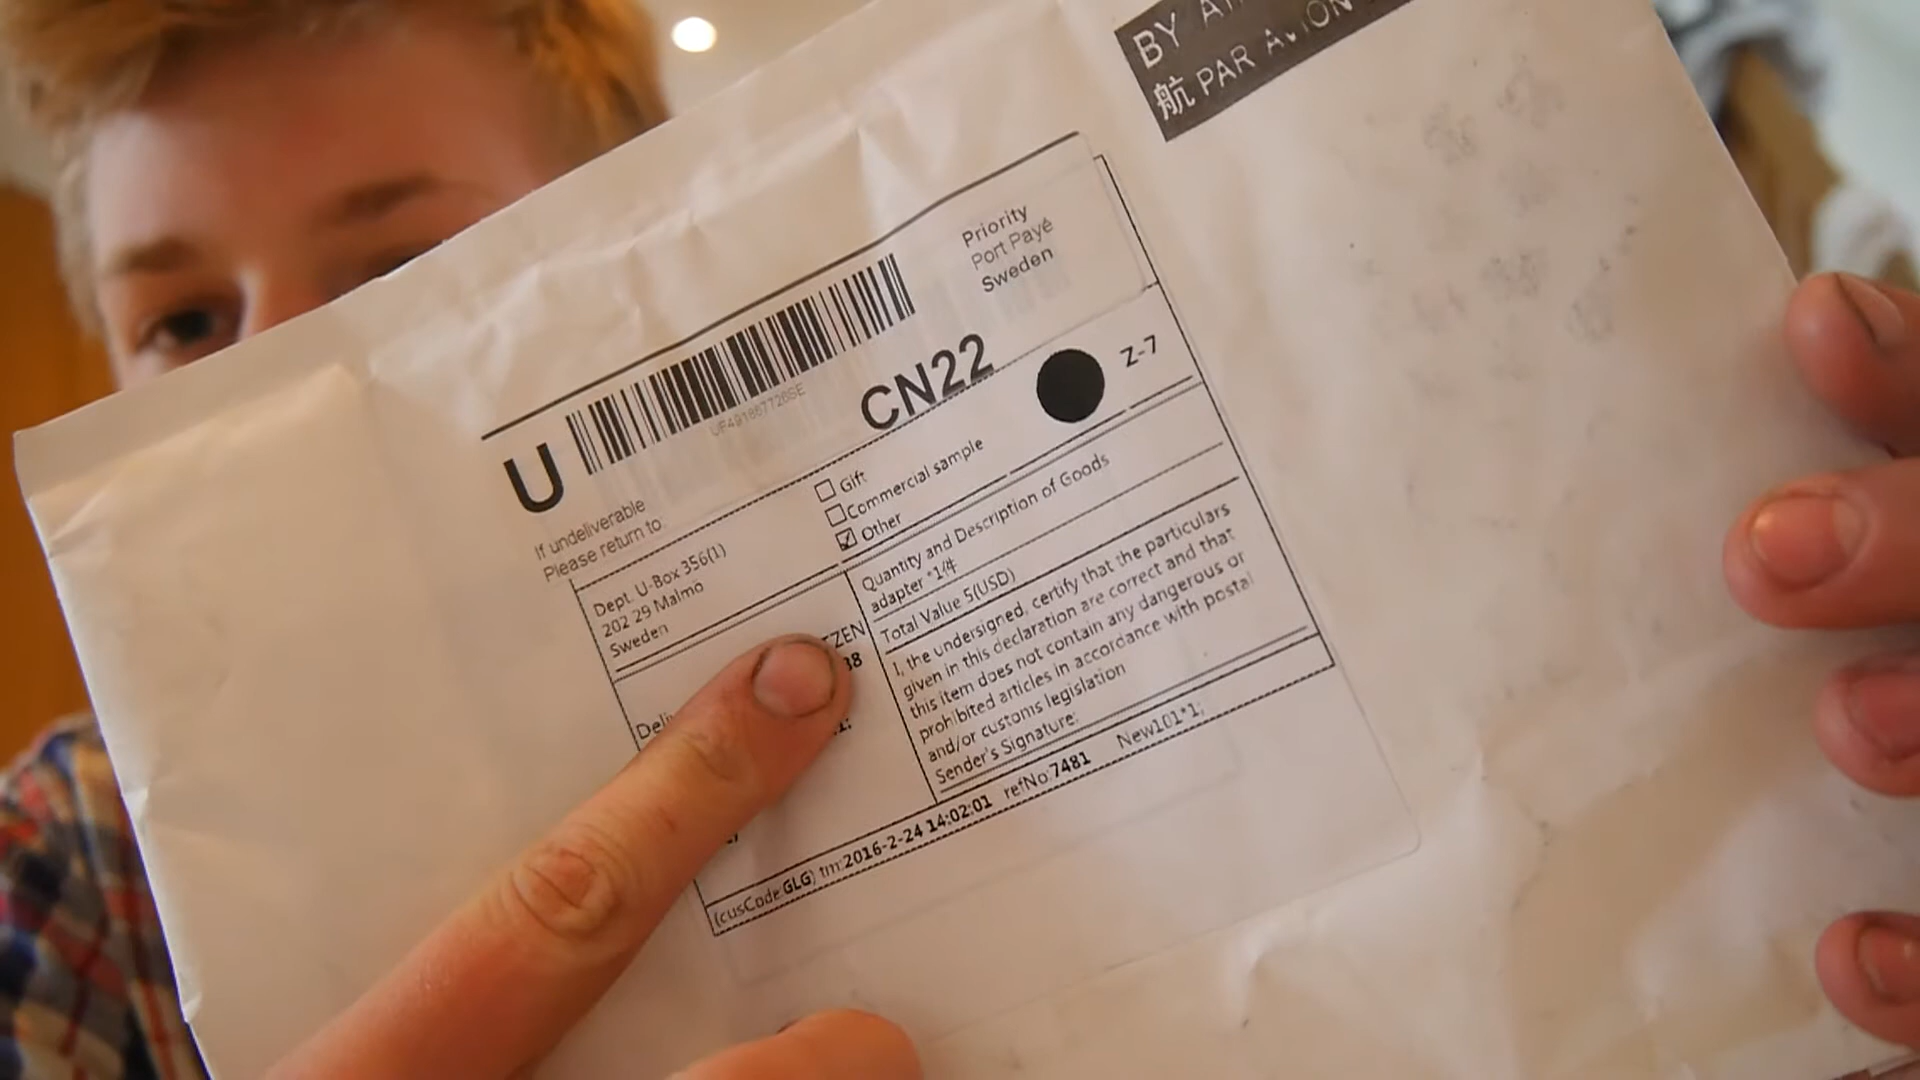 BY
航 PAR AVION
Priority
Port Payé
Sweden
U
CN22
Z-7
If undeliverable
Please return to:
Gift
Commercial sample
Other
Dept. U-Box 356(1)
202 29 Malmö
Sweden
Quantity and Description of Goods
adapter *1件
Total Value 5(USD)
I, the undersigned, certify that the particulars
given in this declaration are correct and that
this item does not contain any dangerous or
prohibited articles in accordance with postal
and/or customs legislation
Sender's Signature:
(cusCode:GLG) tm:2016-2-24 14:02:01 refNo:7481 New101*1;